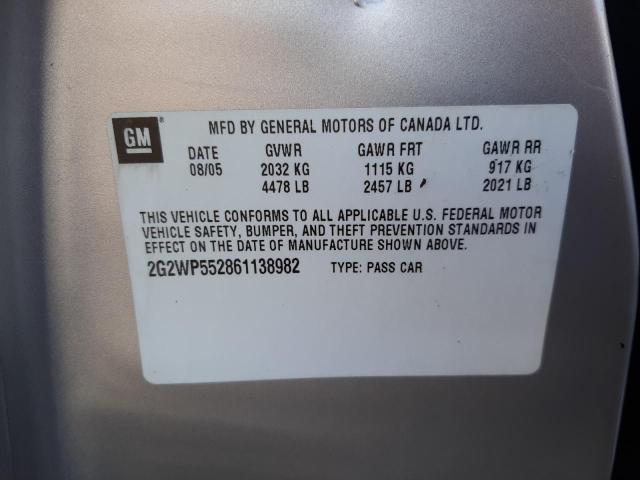 GM®
MFD BY GENERAL MOTORS OF CANADA LTD.
DATE GVWR GAWR FRT GAWR RR
08/05 2032 KG 1115 KG 917 KG
4478 LB 2457 LB 2021 LB
THIS VEHICLE CONFORMS TO ALL APPLICABLE U.S. FEDERAL MOTOR
VEHICLE SAFETY, BUMPER, AND THEFT PREVENTION STANDARDS IN
EFFECT ON THE DATE OF MANUFACTURE SHOWN ABOVE.
2G2WP552861138982 TYPE: PASS CAR